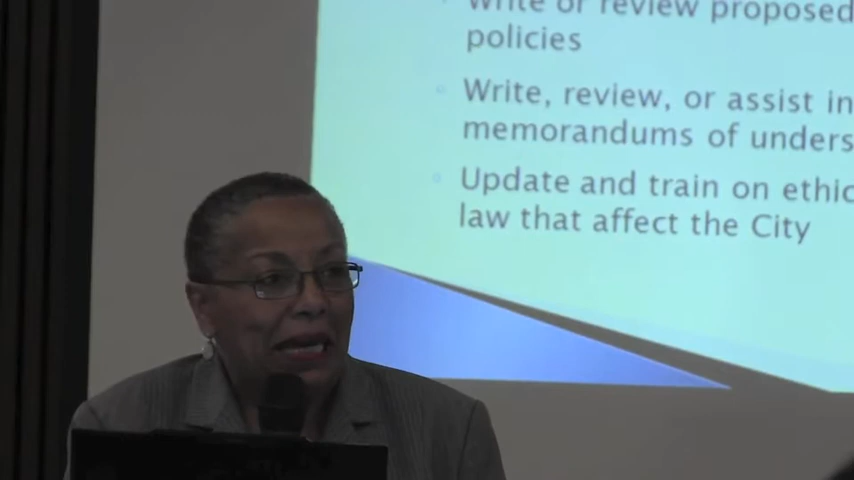 Write or review proposed
policies
Write, review, or assist in
memorandums of unders
Update and train on ethic
law that affect the City